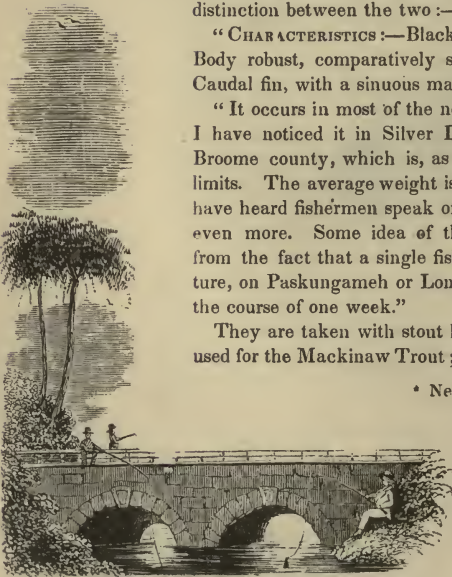 distinction between the two :—
“ CHARACTERISTICS :—Black
Body robust, comparatively s
Caudal fin, with a sinuous ma
“ It occurs in most of the n
I have noticed it in Silver L
Broome county, which is, as
limits. The average weight is
have heard fishermen speak o
even more. Some idea of th
from the fact that a single fis
ture, on Paskungameh or Lon
the course of one week.”
They are taken with stout
used for the Mackinaw Trout ;
* Ne